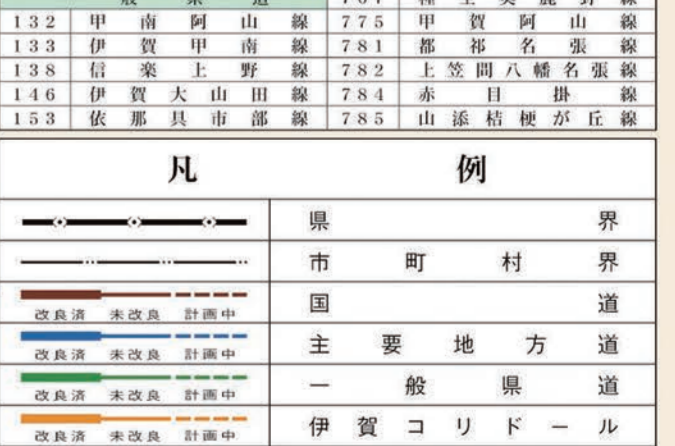 一般県道
132 甲南阿山線 775 甲賀阿山線
133 伊賀甲南線 781 都祁名張線
138 信楽上野線 782 上笠間八幡名張線
146 伊賀大山田線 784 赤目掛線
153 依那具市部線 785 山添桔梗が丘線
凡例
県界
市町村界
国道
改良済 未改良 計画中
主要地方道
改良済 未改良 計画中
一般県道
改良済 未改良 計画中
伊賀コリドール
改良済 未改良 計画中